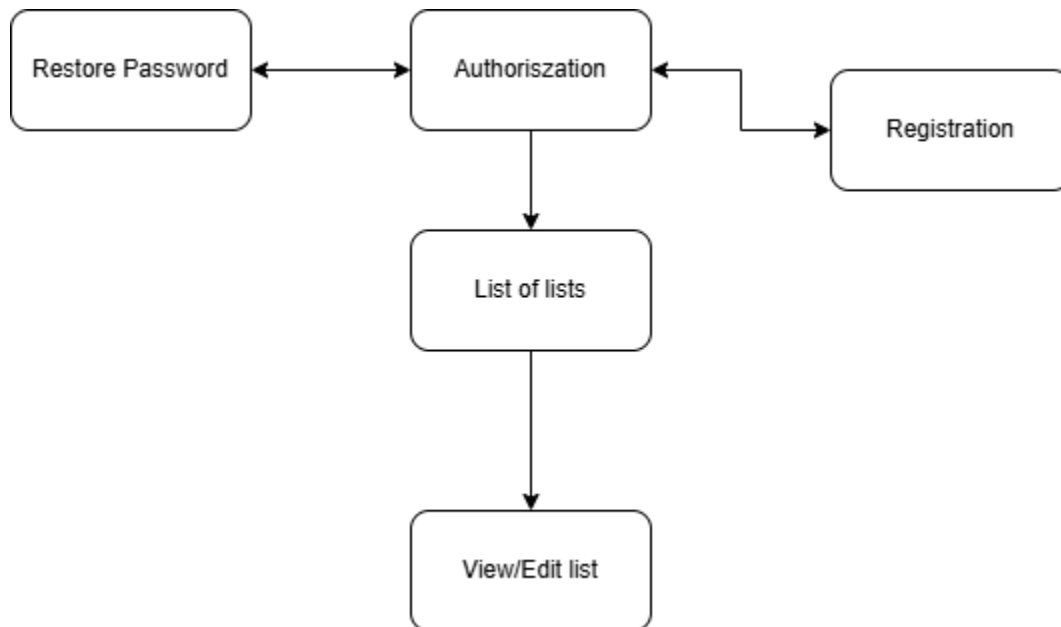 Restore Password
Authoriszation
Registration
List of lists
View/Edit list